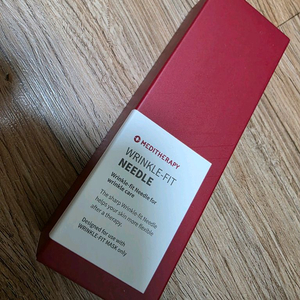 MEDITHERAPY
WRINKLE-FIT
NEEDLE
Wrinkle-fit Needle for
wrinkle care
The sharp Wrinkle-fit Needle
helps your skin more flexible
after a therapy.
Designed for use with
WRINKLE-FIT MASK only